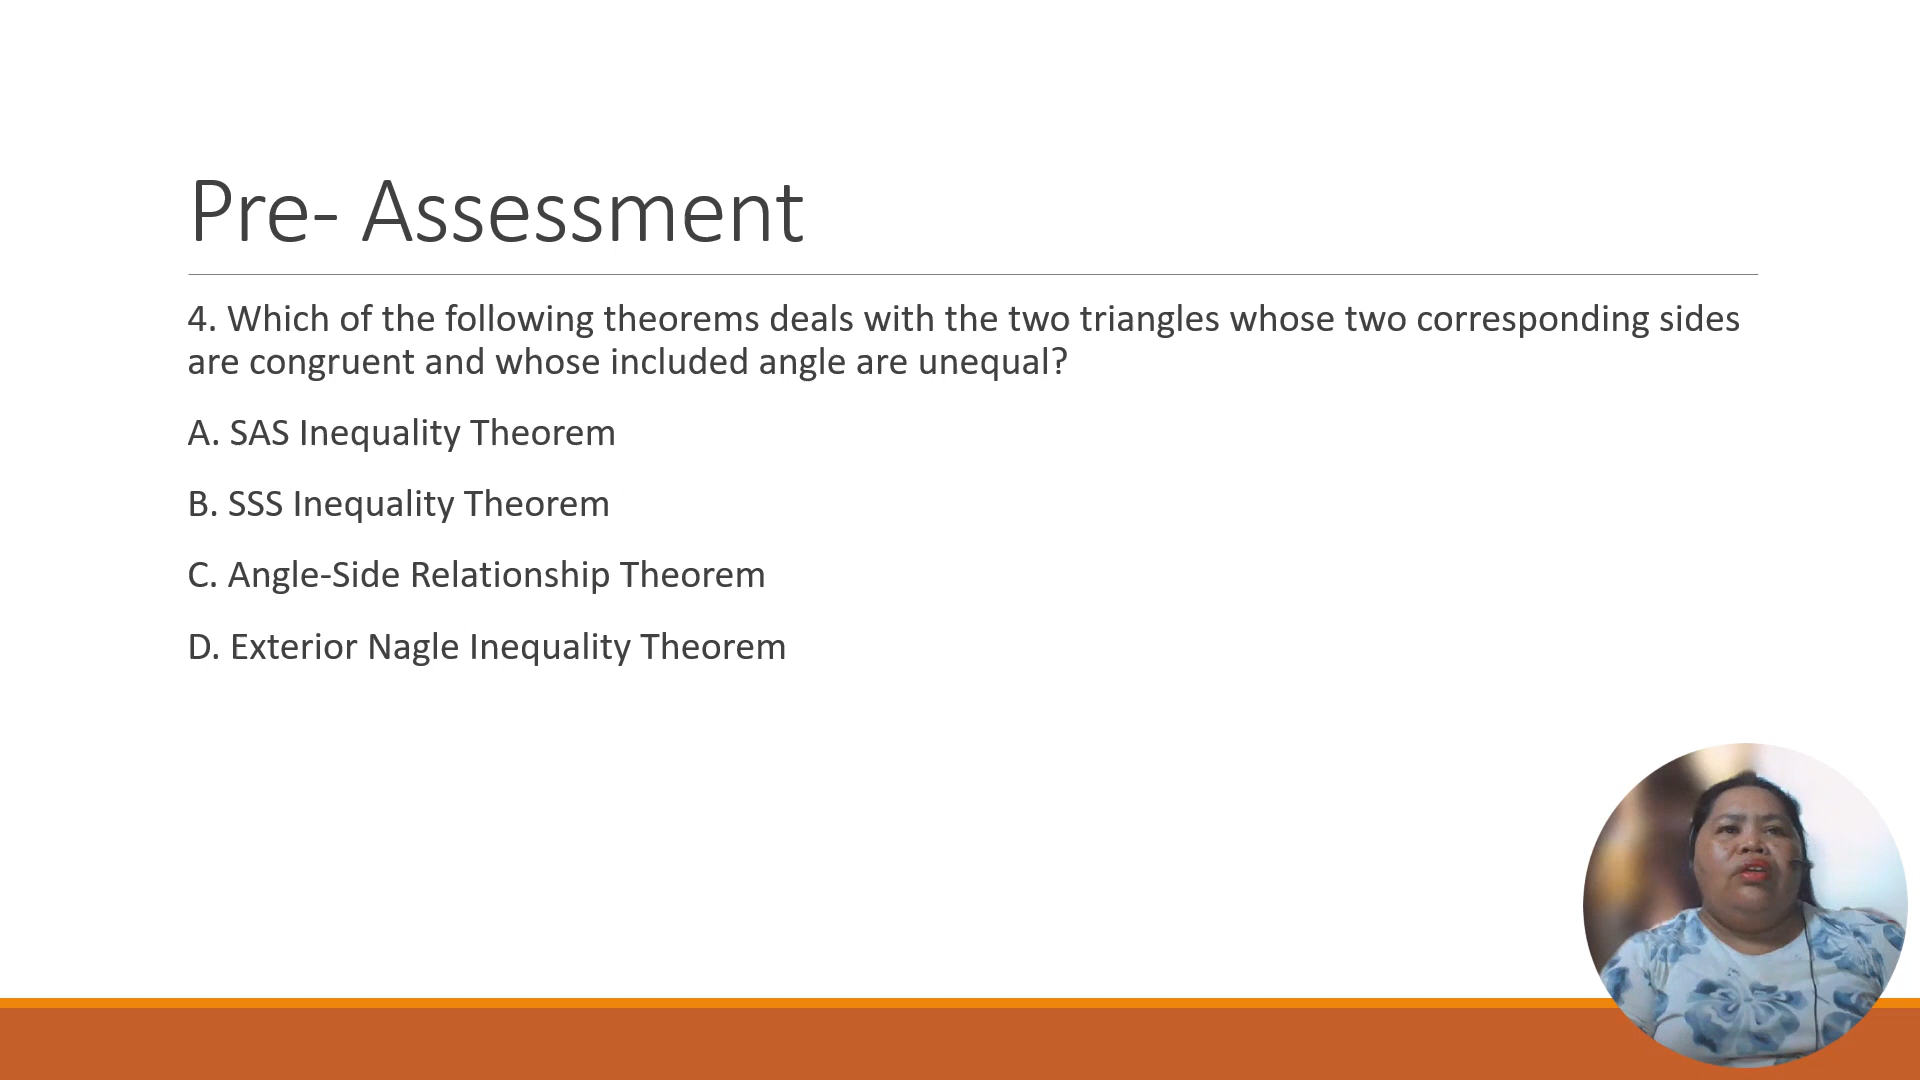 Pre- Assessment
4. Which of the following theorems deals with the two triangles whose two corresponding sides
are congruent and whose included angle are unequal?
A. SAS Inequality Theorem
B. SSS Inequality Theorem
C. Angle-Side Relationship Theorem
D. Exterior Nagle Inequality Theorem